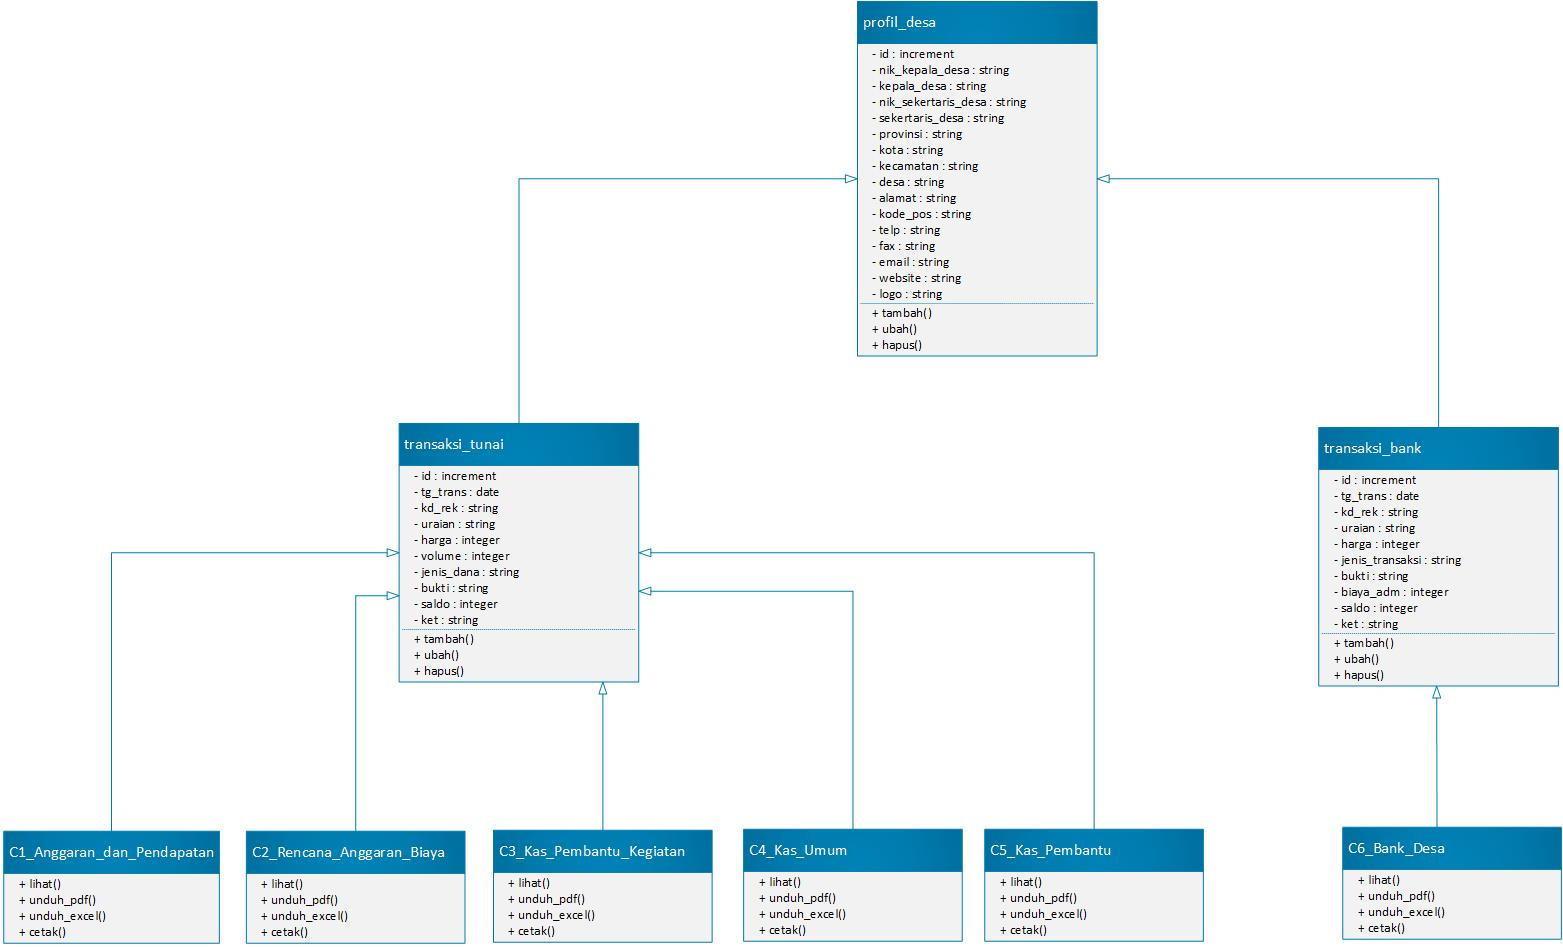 profil_desa
- id : increment
- nik_kepala_desa : string
- kepala_desa : string
- nik_sekertaris_desa : string
- sekertaris_desa : string
- provinsi : string
- kota : string
- kecamatan : string
- desa : string
- alamat : string
- kode_pos : string
- telp : string
- fax : string
- email : string
- website : string
- logo : string
+ tambah()
+ ubah()
+ hapus()
transaksi_tunai
- id : increment
- tg_trans : date
- kd_rek : string
- uraian : string
- harga : integer
- volume : integer
- jenis_dana : string
- bukti : string
- saldo : integer
- ket : string
+ tambah()
+ ubah()
+ hapus()
transaksi_bank
- id : increment
- tg_trans : date
- kd_rek : string
- uraian : string
- harga : integer
- jenis_transaksi : string
- bukti : string
- biaya_adm : integer
- saldo : integer
- ket : string
+ tambah()
+ ubah()
+ hapus()
C1_Anggaran_dan_Pendapatan
+ lihat()
+ unduh_pdf()
+ unduh_excel()
+ cetak()
C2_Rencana_Anggaran_Biaya
+ lihat()
+ unduh_pdf()
+ unduh_excel()
+ cetak()
C3_Kas_Pembantu_Kegiatan
+ lihat()
+ unduh_pdf()
+ unduh_excel()
+ cetak()
C4_Kas_Umum
+ lihat()
+ unduh_pdf()
+ unduh_excel()
+ cetak()
C5_Kas_Pembantu
+ lihat()
+ unduh_pdf()
+ unduh_excel()
+ cetak()
C6_Bank_Desa
+ lihat()
+ unduh_pdf()
+ unduh_excel()
+ cetak()